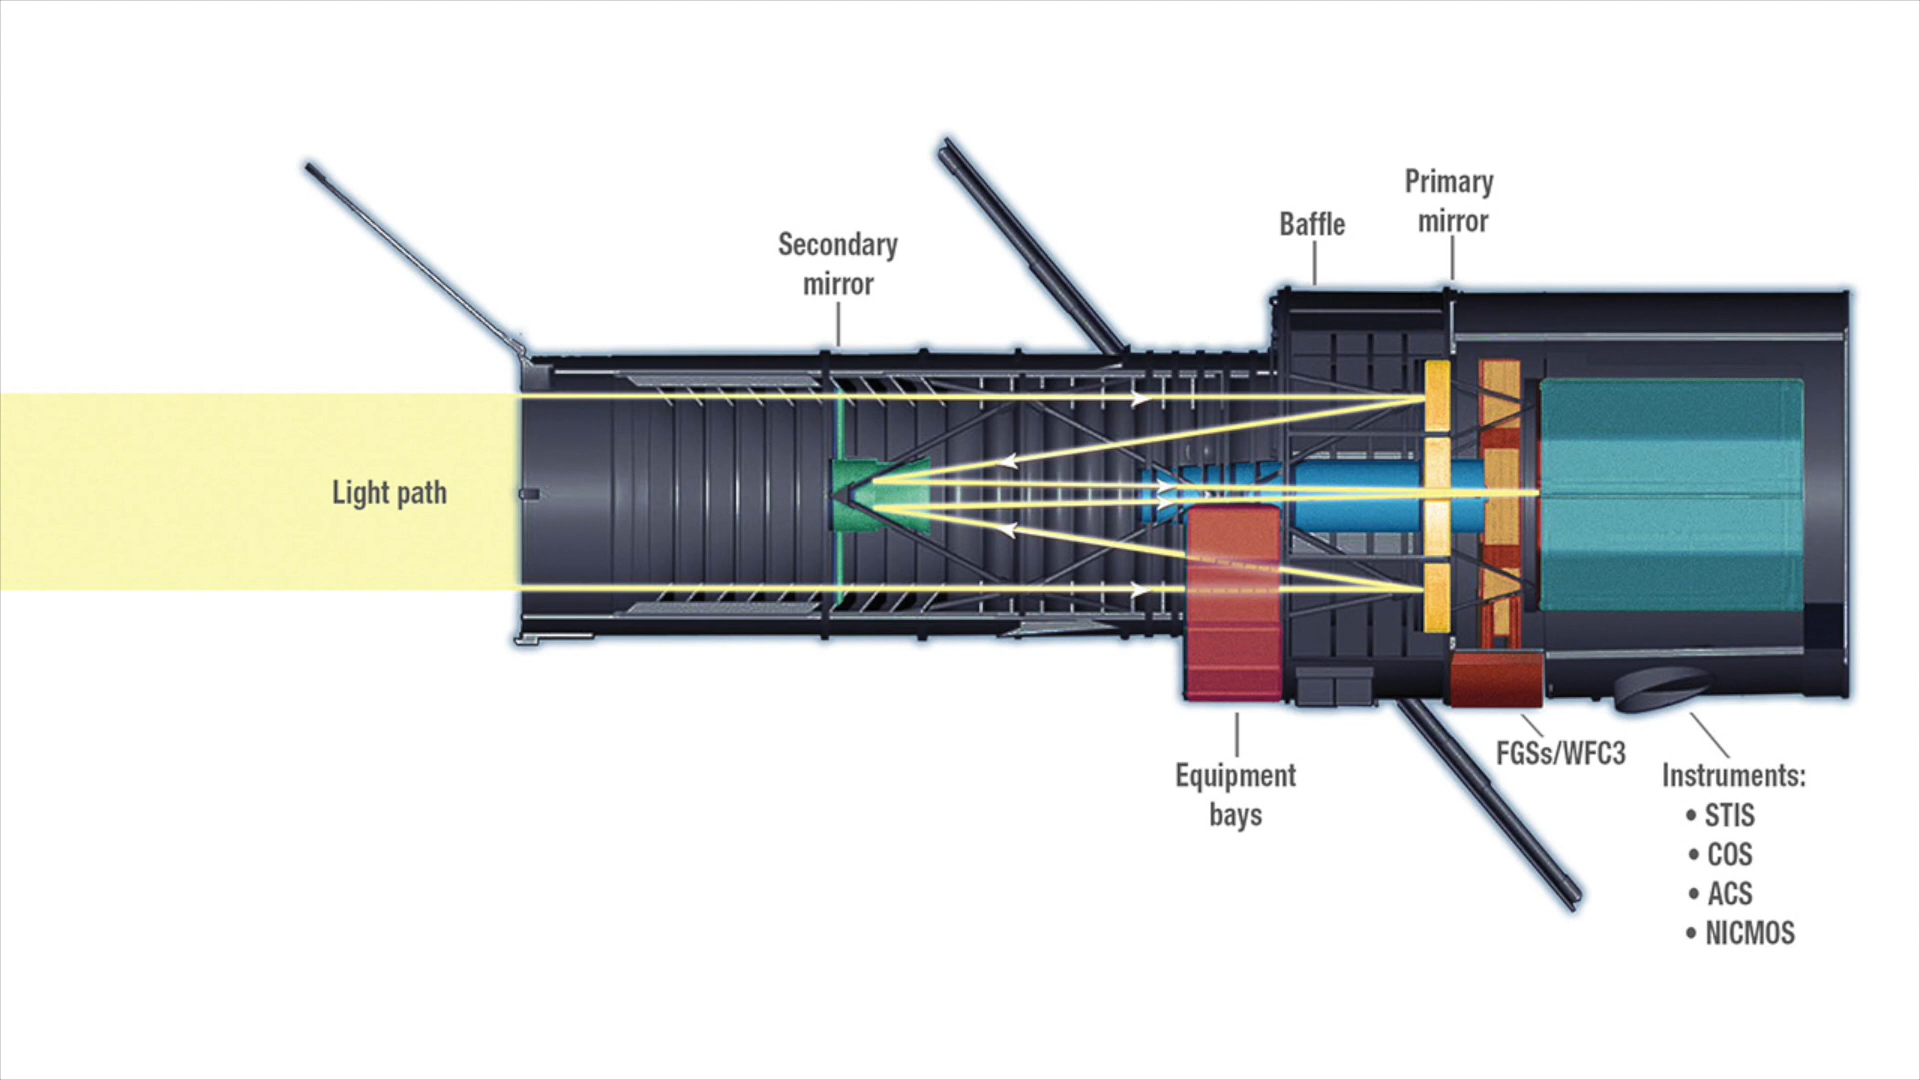 Primary
mirror
Baffle
Secondary
mirror
Light path
FGSs/WFC3
Equipment
bays
Instruments:
• STIS
• COS
• ACS
• NICMOS